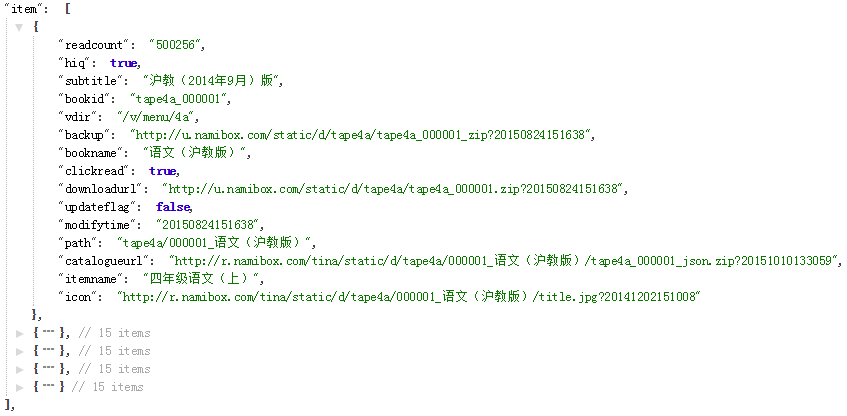 "item": [
{
"readcount": "500256",
"hiq": true,
"subtitle": "沪教（2014年9月）版",
"bookid": "tape4a_000001",
"vdir": "/v/menu/4a",
"backup": "http://u.namibox.com/static/d/tape4a/tape4a_000001_zip?20150824151638",
"bookname": "语文（沪教版）",
"clickread": true,
"downloadurl": "http://u.namibox.com/static/d/tape4a/tape4a_000001.zip?20150824151638",
"updateflag": false,
"modifytime": "20150824151638",
"path": "tape4a/000001_语文（沪教版）",
"catalogueurl": "http://r.namibox.com/tina/static/d/tape4a/000001_语文（沪教版）/tape4a_000001_json.zip?20151010133059",
"itemname": "四年级语文（上）",
"icon": "http://r.namibox.com/tina/static/d/tape4a/000001_语文（沪教版）/title.jpg?20141202151008"
},
{ ┅ }, // 15 items
{ ┅ }, // 15 items
{ ┅ }, // 15 items
{ ┅ } // 15 items
],